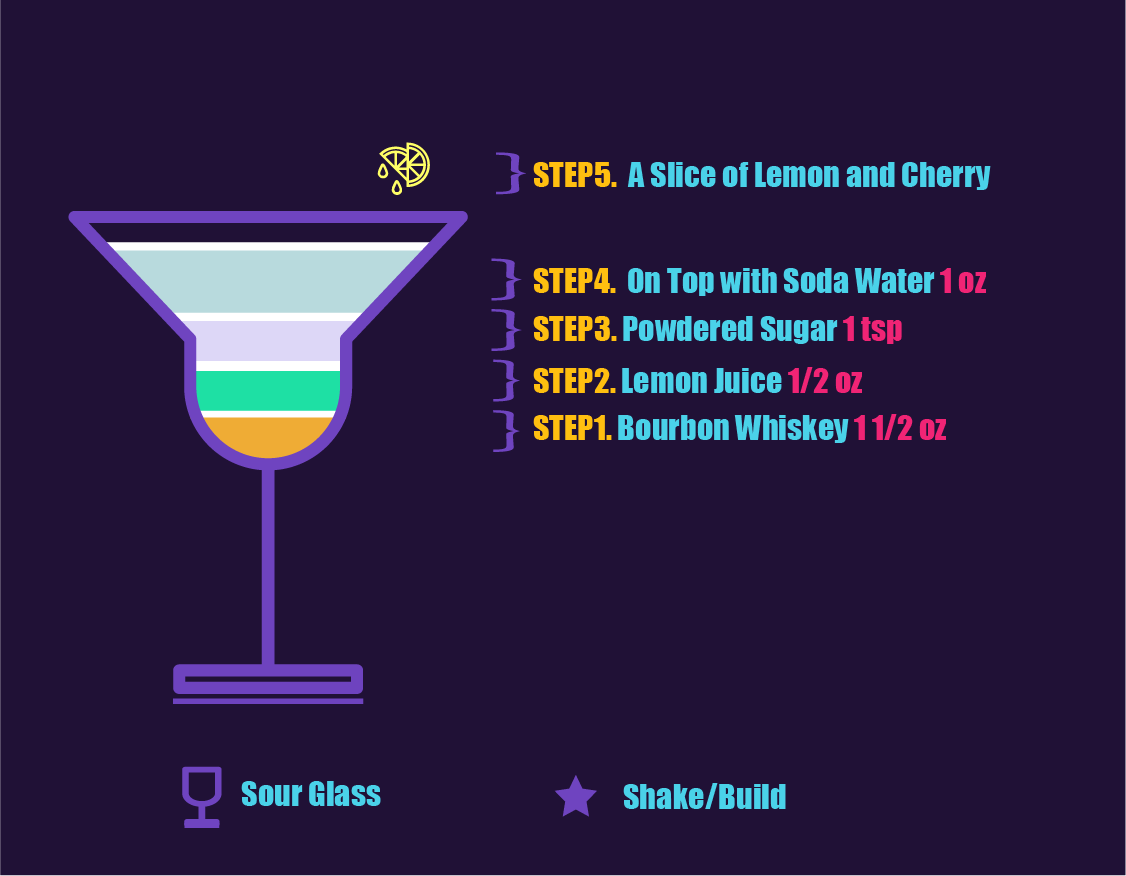 STEP5. A Slice of Lemon and Cherry
STEP4. On Top with Soda Water 1 oz
STEP3. Powdered Sugar 1 tsp
STEP2. Lemon Juice 1/2 oz
STEP1. Bourbon Whiskey 1 1/2 oz
Sour Glass
Shake/Build